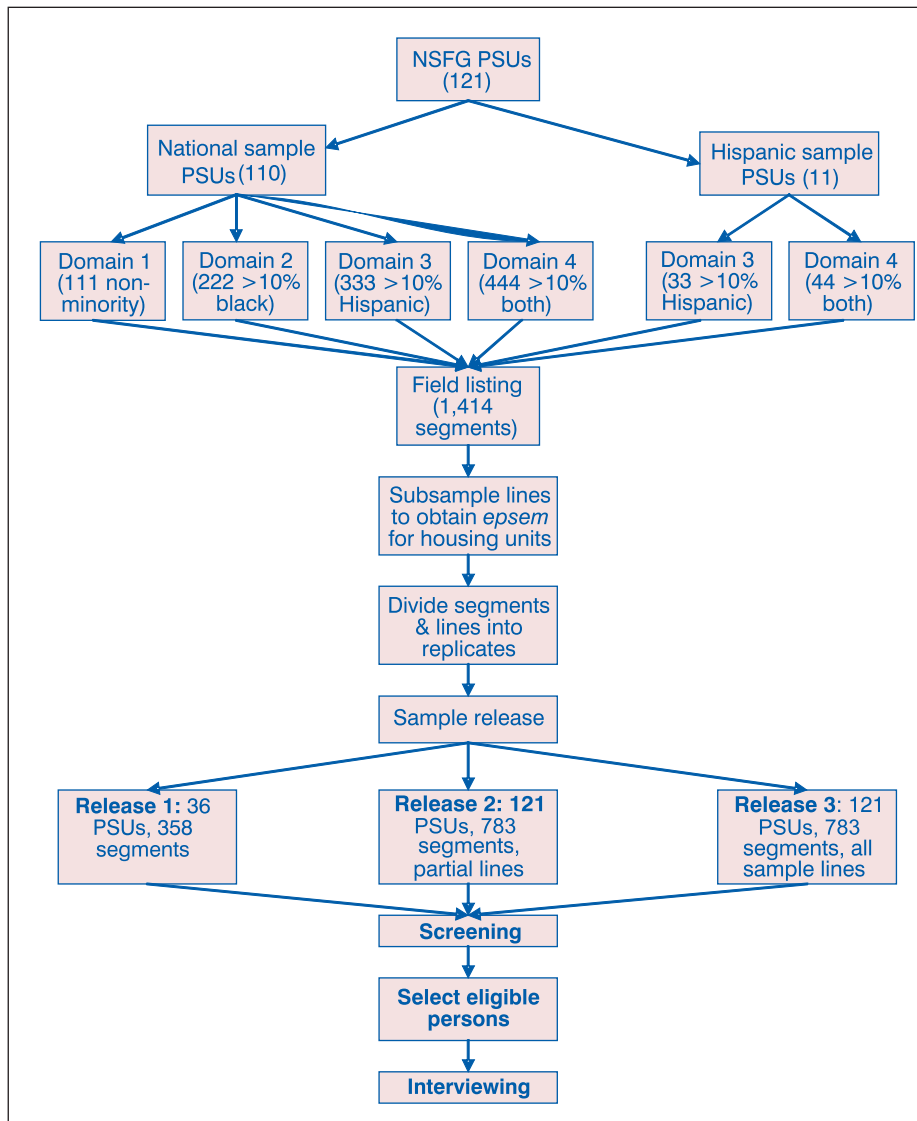 NSFG PSUs
(121)
National sample
PSUs (110)
Hispanic sample
PSUs (11)
Domain 1
(111 non-
minority)
Domain 2
(222 >10%
black)
Domain 3
(333 >10%
Hispanic)
Domain 4
(444 >10%
both)
Domain 3
(33 >10%
Hispanic)
Domain 4
(44 >10%
both)
Field listing
(1,414
segments)
Subsample lines
to obtain epsem
for housing units
Divide segments
& lines into
replicates
Sample release
Release 1: 36
PSUs, 358
segments
Release 2: 121
PSUs, 783
segments,
partial lines
Release 3: 121
PSUs, 783
segments, all
sample lines
Screening
Select eligible
persons
Interviewing